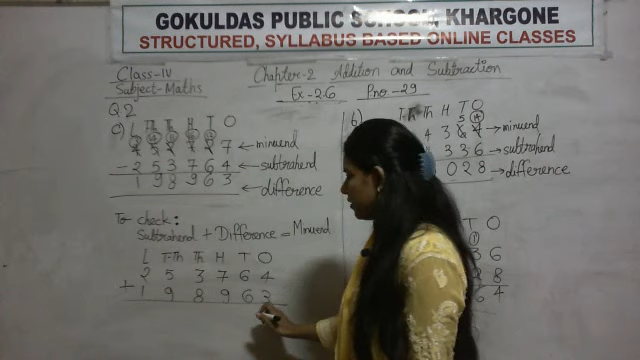 GOKULDAS PUBLIC SCHOOL, KHARGONE
STRUCTURED, SYLLABUS BASED ONLINE CLASSES
Class-IV
Subject-Maths
Chapter-2 Addition and Subtraction
Ex-2.6 Pno-29
Q2
L Th Th H T O
7 ← minuend
- 2 5 3 7 6 4 ← subtrahend
1 9 8 9 6 3 ← difference
To check:
Subtrahend + Difference = Minuend
L T-Th Th H T O
2 5 3 7 6 4
+ 1 9 8 9 6 3
6) T-Th Th H T O
→ minuend
3 3 6 → subtrahend
0 2 8 → difference
T O
3 6
2 8
6 4